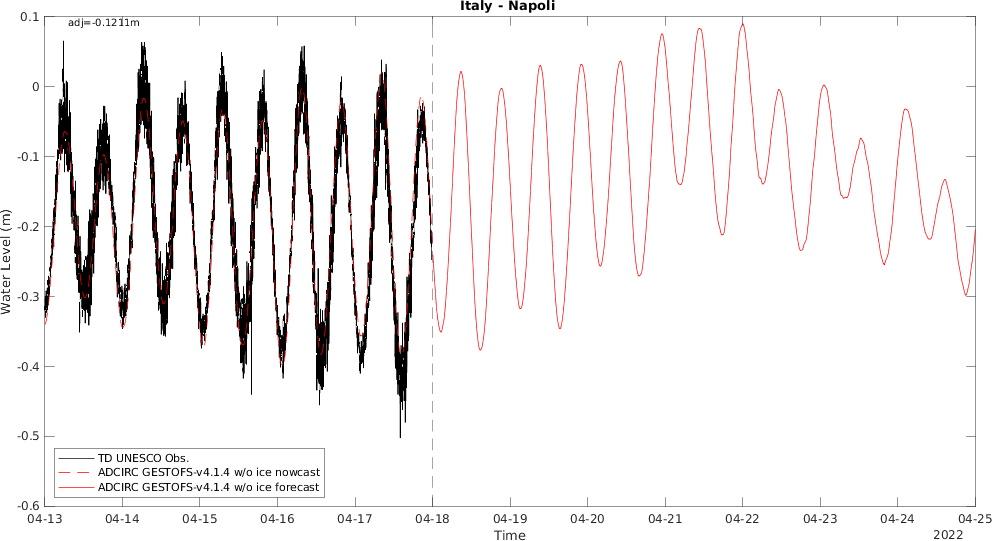 Italy - Napoli
adj=-0.1211m
0.1
0
-0.1
-0.2
-0.3
-0.4
-0.5
-0.6
Water Level (m)
TD UNESCO Obs.
ADCIRC GESTOFS-v4.1.4 w/o ice nowcast
ADCIRC GESTOFS-v4.1.4 w/o ice forecast
04-13 04-14 04-15 04-16 04-17 04-18 04-19 04-20 04-21 04-22 04-23 04-24 04-25
Time
2022